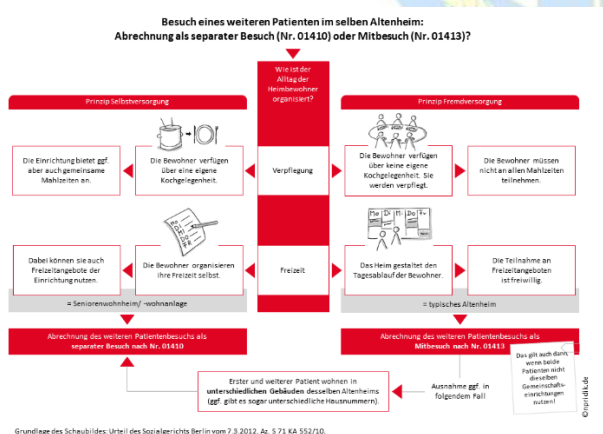 Besuch eines weiteren Patienten im selben Altenheim:
Abrechnung als separater Besuch (Nr. 01410) oder Mitbesuch (Nr. 01413)?
Wie ist der
Alltag der
Heimbewohner
organisiert?
Prinzip Selbstversorgung
Prinzip Fremdversorgung
Die Einrichtung bietet ggf.
aber auch gemeinsame
Mahlzeiten an.
Die Bewohner verfügen
über eine eigene
Kochgelegenheit.
Verpflegung
Die Bewohner verfügen
über keine eigene
Kochgelegenheit. Sie
werden verpflegt.
Die Bewohner müssen
nicht an allen Mahlzeiten
teilnehmen.
Mo Di Mi Do Fr
Dabei können sie auch
Freizeitangebote der
Einrichtung nutzen.
Die Bewohner organisieren
ihre Freizeit selbst.
Freizeit
Das Heim gestaltet den
Tagesablauf der Bewohner.
Die Teilnahme an
Freizeitangeboten
ist freiwillig.
= Seniorenwohnheim/ -wohnanlage
= typisches Altenheim
Abrechnung des weiteren Patientenbesuchs als
separater Besuch nach Nr. 01410
Abrechnung des weiteren Patientenbesuchs als
Mitbesuch nach Nr. 01413
Das gilt auch dann,
wenn beide
Patienten nicht
dieselben
Gemeinschafts-
einrichtungen
nutzen!
Erster und weiterer Patient wohnen in
unterschiedlichen Gebäuden desselben Altenheims
(ggf. gibt es sogar unterschiedliche Hausnummern).
Ausnahme ggf. in
folgendem Fall
©npridik.de
Grundlage des Schaubildes: Urteil des Sozialgerichts Berlin vom 7.3.2012, Az. S 71 KA 552/10.